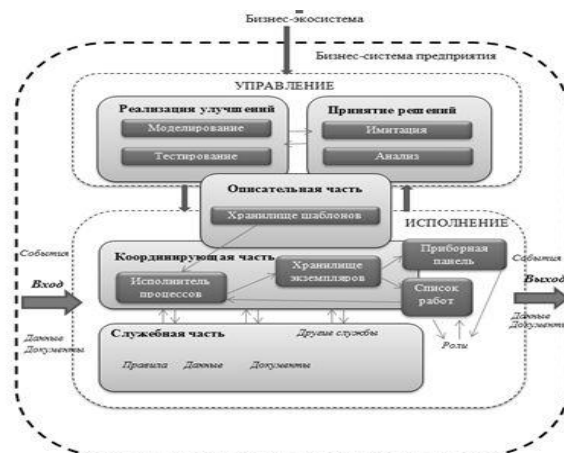 Бизнес-экосистема
Бизнес-система предприятия
УПРАВЛЕНИЕ
Реализация улучшений
Моделирование
Тестирование
Принятие решений
Имитация
Анализ
Описательная часть
Хранилище шаблонов
ИСПОЛНЕНИЕ
События
Вход
Данные
Документы
Координирующая часть
Исполнитель
процессов
Хранилище
экземпляров
Приборная
панель
Список
работ
События
Выход
Данные
Документы
Служебная часть
Другие службы
Правила Данные Документы
Роли